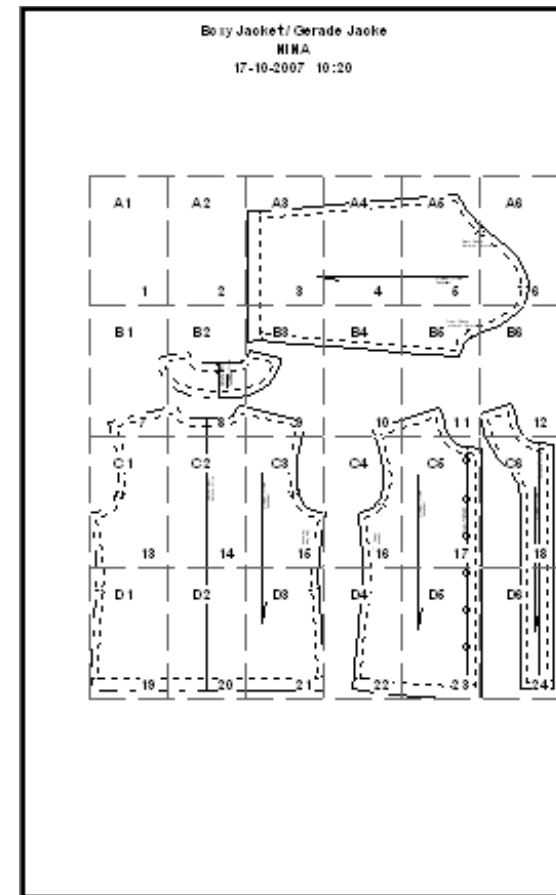 Boxy Jacket/Gerade Jacke
NINA
17-10-2007 10:20
A1 A2 A3 A4 A5 A6
1 2 3 4 5 6
B1 B2 B3 B4 B5 B6
7 8 9 10 11 12
C1 C2 C3 C4 C5 C6
13 14 15 16 17 18
D1 D2 D3 D4 D5 D6
19 20 21 22 23 24